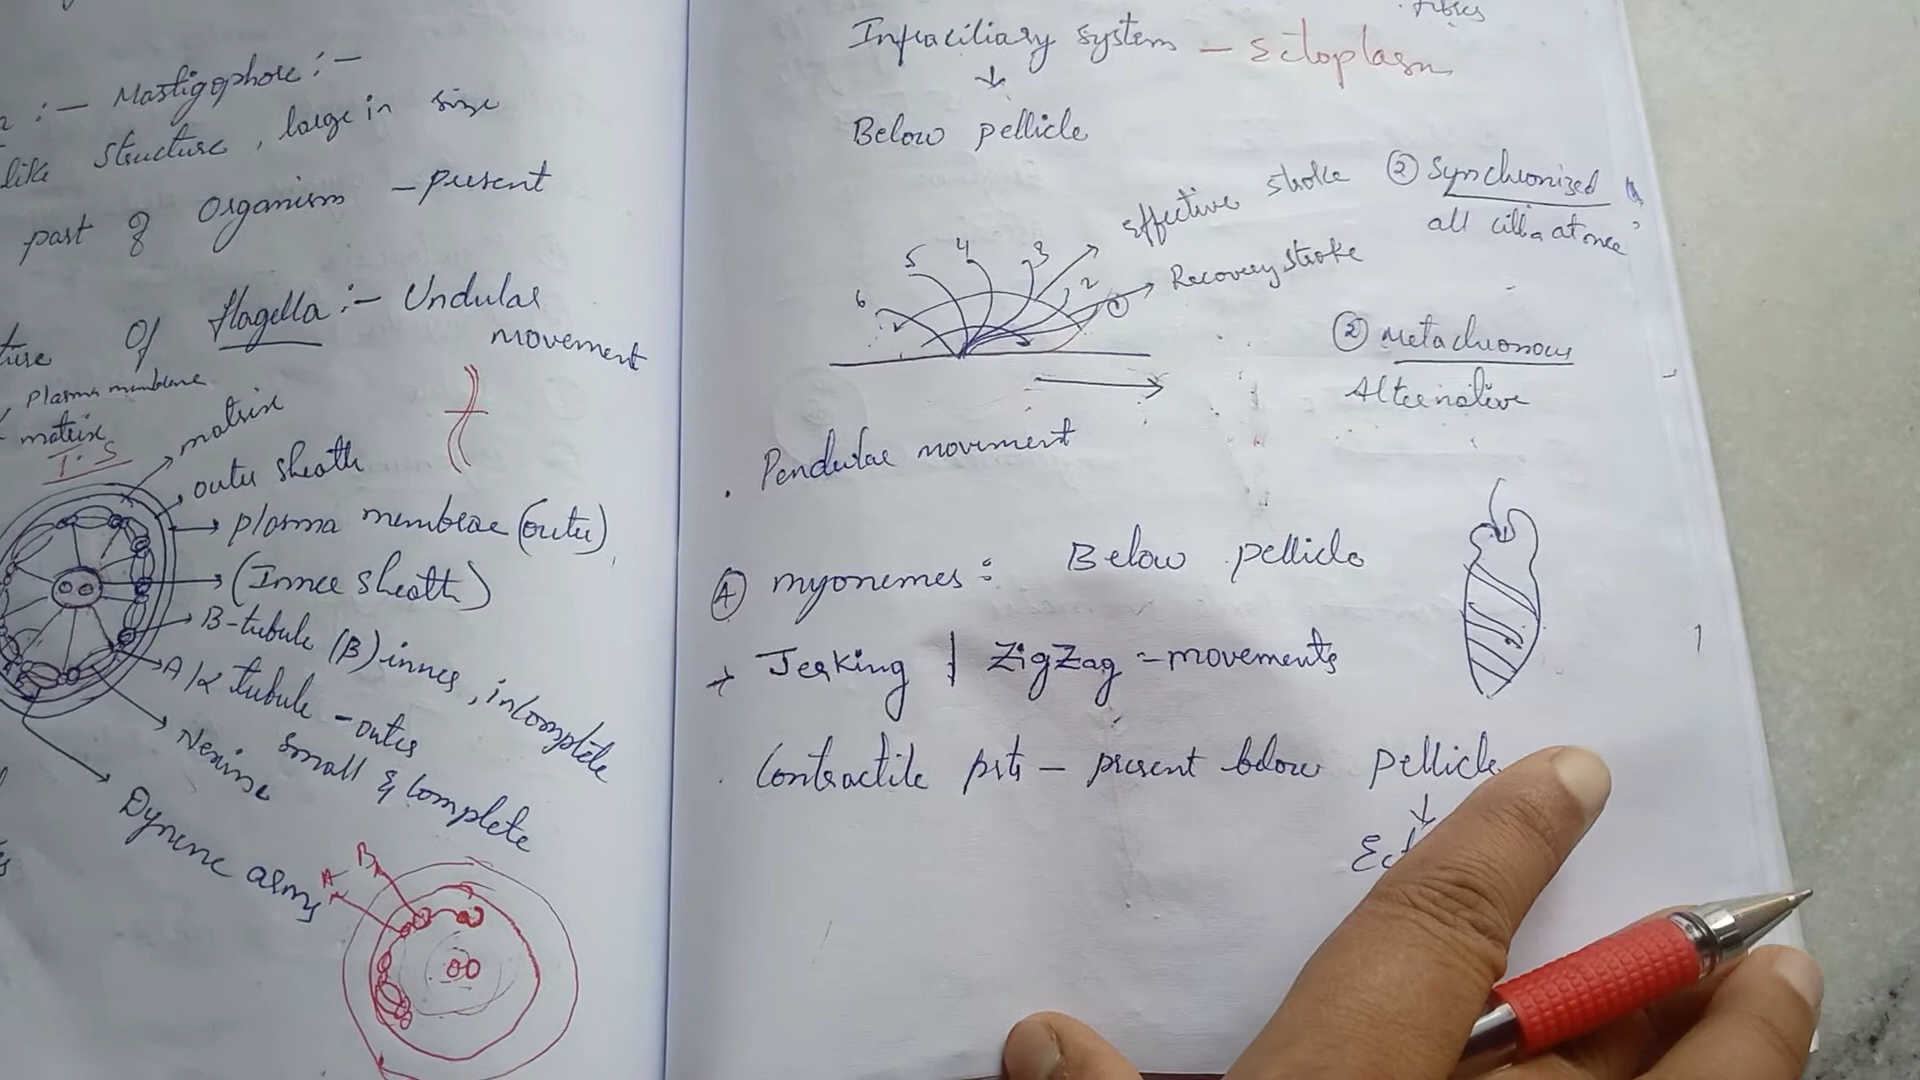 :- Mastigophore :-
like structure, large in size
part of Organism - present
Of flagella :- Undular
movement
Plasma membrane
matrix
T.S
matrix
outer sheath
plasma membrae (outer)
(Inner sheath)
B-tubule (B) inner, incomplete
A/α tubule - outer
small & complete
Nexine
Dynene arms
A
B
Infraciliary system - Ectoplasm
↓
Below pellicle
Effective stroke
Recovery stroke
6 5 4 3 2 1
② Synchronized
all cilia at once
② Metachronous
Alternative
. Pendular movement
④ myonemes : Below pellicle
+ Jerking / ZigZag - movements
. Contractile prts - present below pellicle
↓